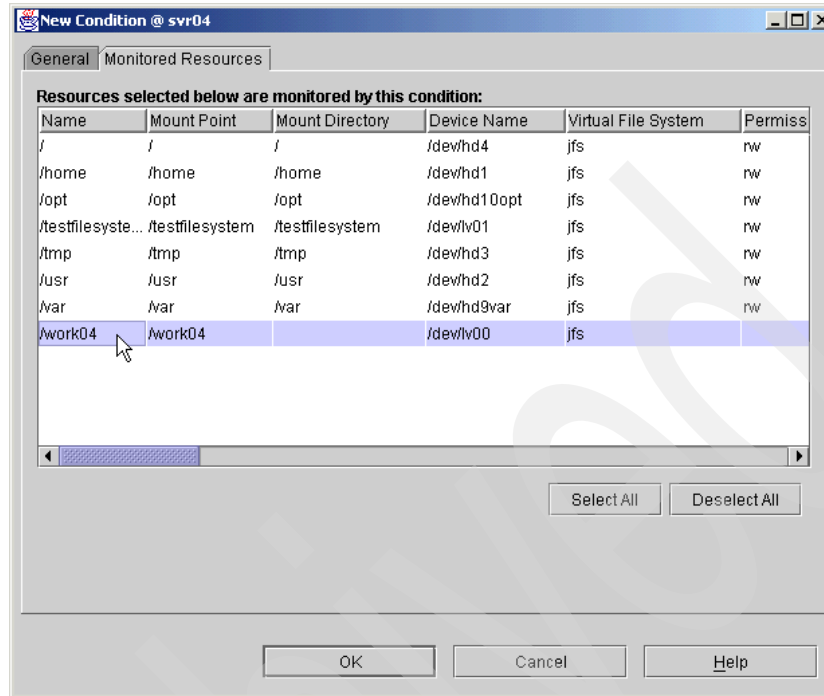 New Condition @ svr04
General Monitored Resources
Resources selected below are monitored by this condition:
Name Mount Point Mount Directory Device Name Virtual File System Permiss
/ / / /dev/hd4 jfs rw
/home /home /home /dev/hd1 jfs rw
/opt /opt /opt /dev/hd10opt jfs rw
/testfilesyste... /testfilesystem /testfilesystem /dev/lv01 jfs rw
/tmp /tmp /tmp /dev/hd3 jfs rw
/usr /usr /usr /dev/hd2 jfs rw
/var /var /var /dev/hd9var jfs rw
/work04 /work04 /dev/lv00 jfs
Select All Deselect All
OK Cancel Help